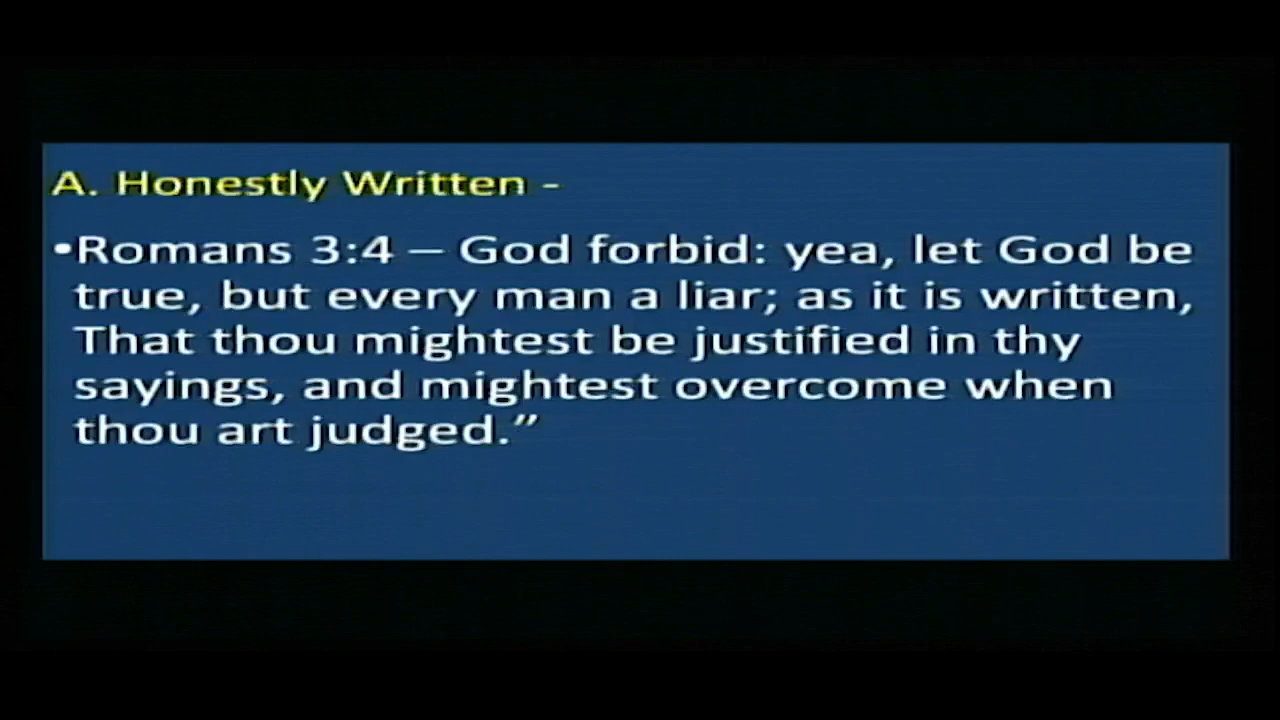 A. Honestly Written -
•Romans 3:4 – God forbid: yea, let God be
true, but every man a liar; as it is written,
That thou mightest be justified in thy
sayings, and mightest overcome when
thou art judged.”